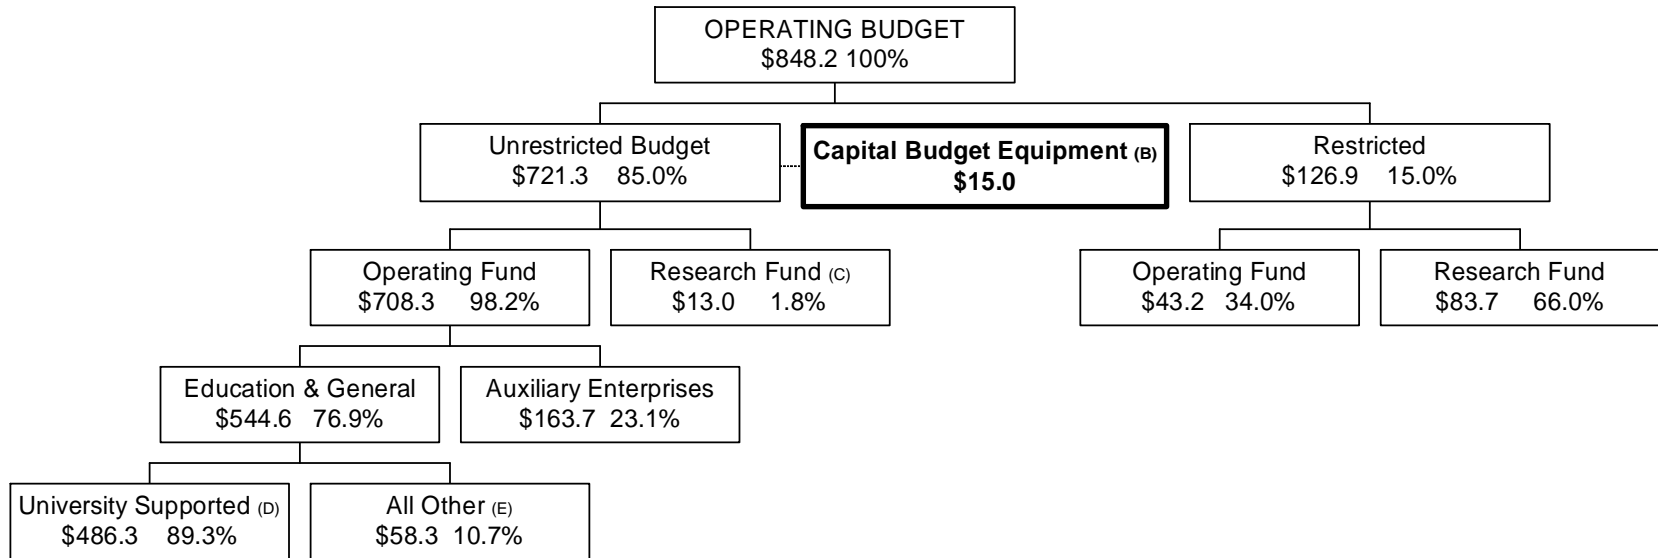 OPERATING BUDGET
$848.2 100%
Unrestricted Budget
$721.3 85.0%
Capital Budget Equipment (B)
$15.0
Restricted
$126.9 15.0%
Operating Fund
$708.3 98.2%
Research Fund (C)
$13.0 1.8%
Operating Fund
$43.2 34.0%
Research Fund
$83.7 66.0%
Education & General
$544.6 76.9%
Auxiliary Enterprises
$163.7 23.1%
University Supported (D)
$486.3 89.3%
All Other (E)
$58.3 10.7%